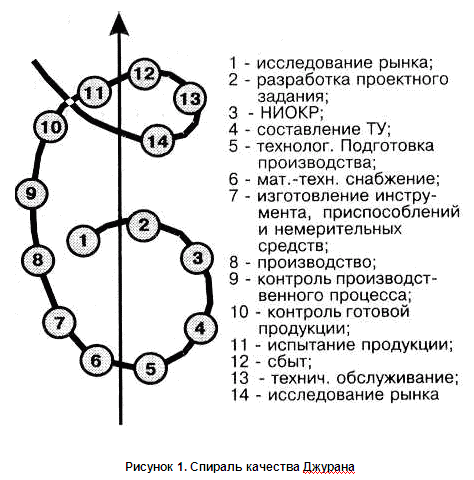 1 - исследование рынка;
2 - разработка проектного
задания;
3 - НИОКР;
4 - составление ТУ;
5 - технолог. Подготовка
производства;
6 - мат.-техн. снабжение;
7 - изготовление инстру-
мента, приспособлений
и немерительных
средств;
8 - производство;
9 - контроль производст-
венного процесса;
10 - контроль готовой
продукции;
11 - испытание продукции;
12 - сбыт;
13 - технич. обслуживание;
14 - исследование рынка
12
11
13
10
14
9
2
1
3
8
7
4
6
5
Рисунок 1. Спираль качества Джурана